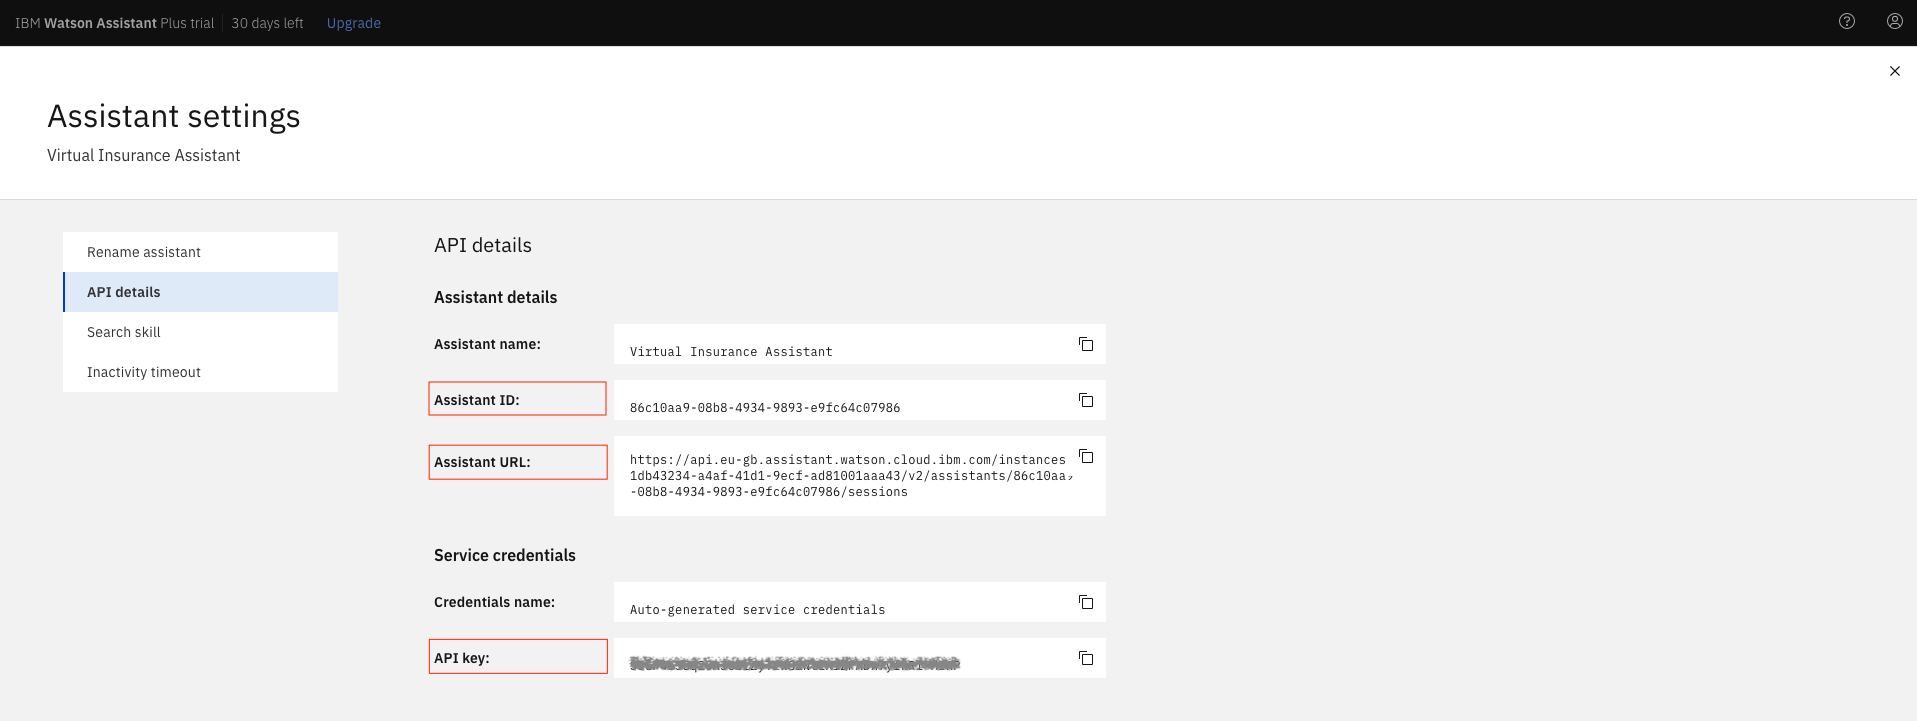 IBM Watson Assistant Plus trial 30 days left Upgrade
Assistant settings
Virtual Insurance Assistant
Rename assistant
API details
Search skill
Inactivity timeout
API details
Assistant details
Assistant name:
Virtual Insurance Assistant
Assistant ID:
86c10aa9-08b8-4934-9893-e9fc64c07986
Assistant URL:
https://api.eu-gb.assistant.watson.cloud.ibm.com/instances
1db43234-a4af-41d1-9ecf-ad81001aaa43/v2/assistants/86c10aa9
-08b8-4934-9893-e9fc64c07986/sessions
Service credentials
Credentials name:
Auto-generated service credentials
API key: